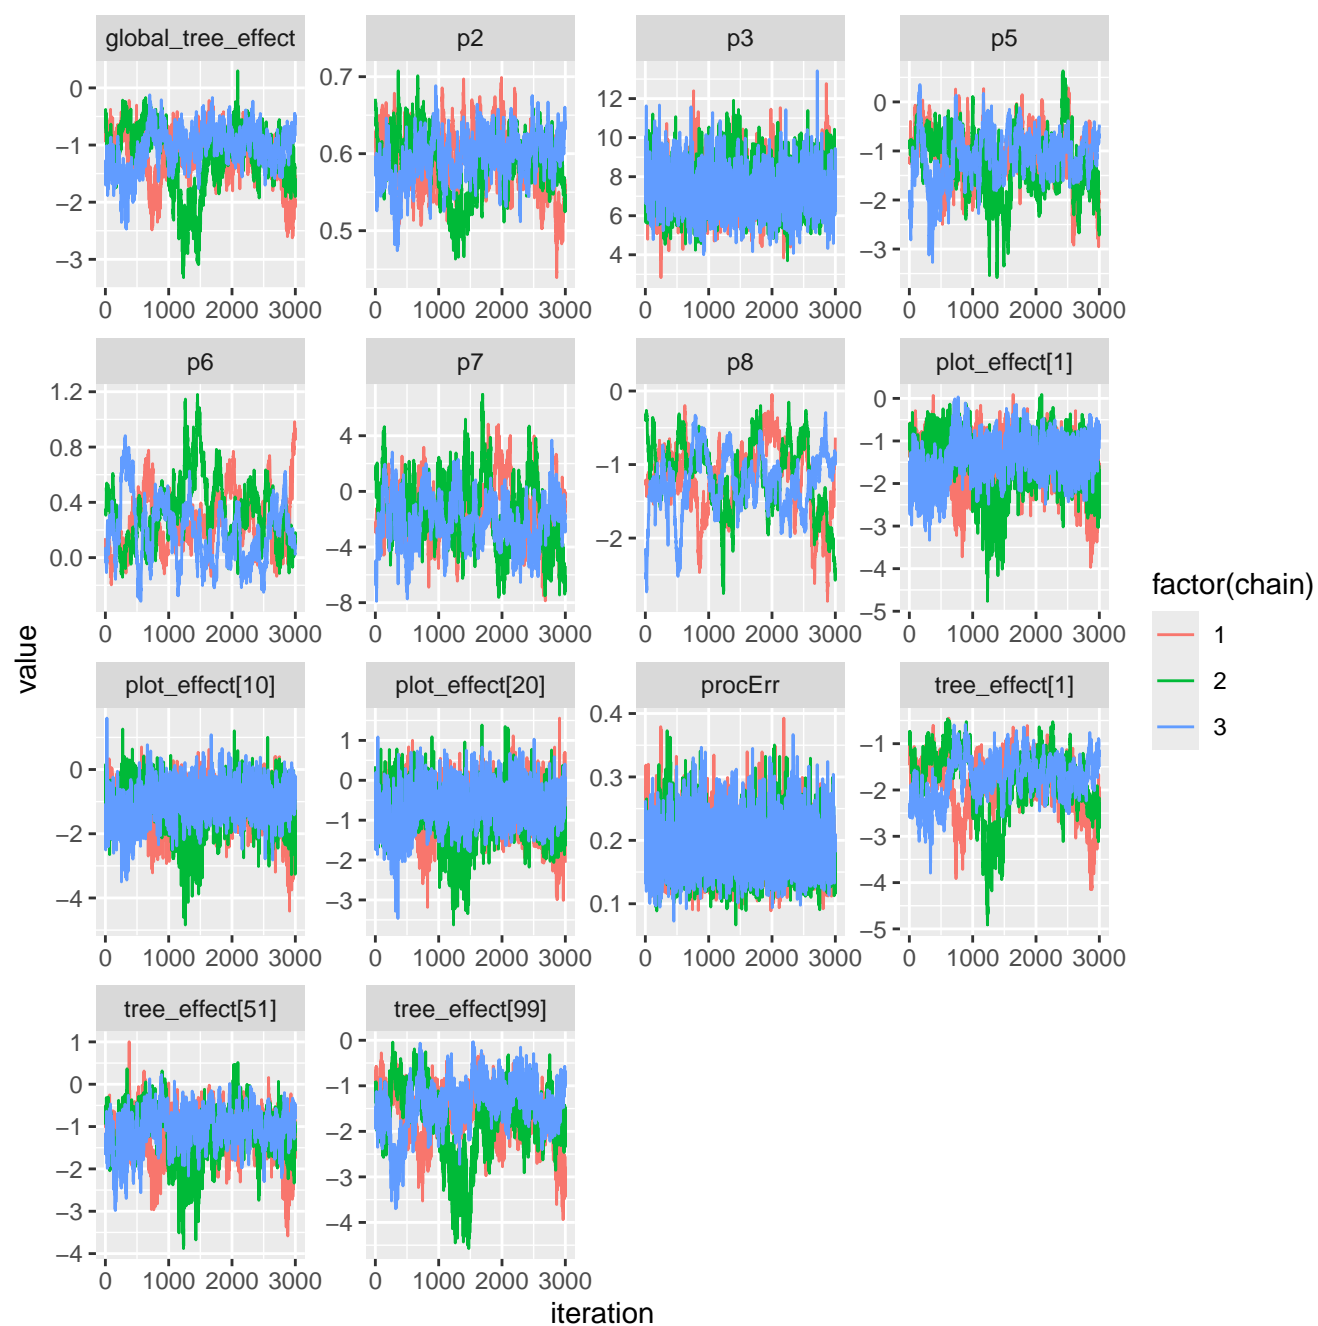 global_tree_effect p2 p3 p5
0 −1 −2 −3
0.7 0.6 0.5
12 10 8 6 4
0 −1 −2 −3
0 1000 2000 3000 0 1000 2000 3000 0 1000 2000 3000 0 1000 2000 3000
p6 p7 p8 plot_effect[1]
1.2 0.8 0.4 0.0
4 0 −4 −8
0 −1 −2
0 −1 −2 −3 −4 −5
0 1000 2000 3000 0 1000 2000 3000 0 1000 2000 3000 0 1000 2000 3000
plot_effect[10] plot_effect[20] procErr tree_effect[1]
0 −2 −4
1 0 −1 −2 −3
0.4 0.3 0.2 0.1
−1 −2 −3 −4 −5
0 1000 2000 3000 0 1000 2000 3000 0 1000 2000 3000 0 1000 2000 3000
tree_effect[51] tree_effect[99]
1 0 −1 −2 −3 −4
0 −1 −2 −3 −4
0 1000 2000 3000 0 1000 2000 3000
iteration
value
factor(chain)
1
2
3